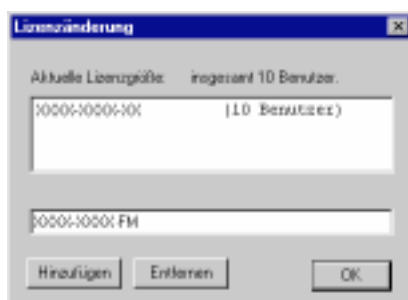 Lizenzänderung
Aktuelle Lizenzgröße: insgesamt 10 Benutzer.
XXXX-XXXX-XX (10 Benutzer)
XXXX-XXXX-FM
Hinzufügen Entfernen OK